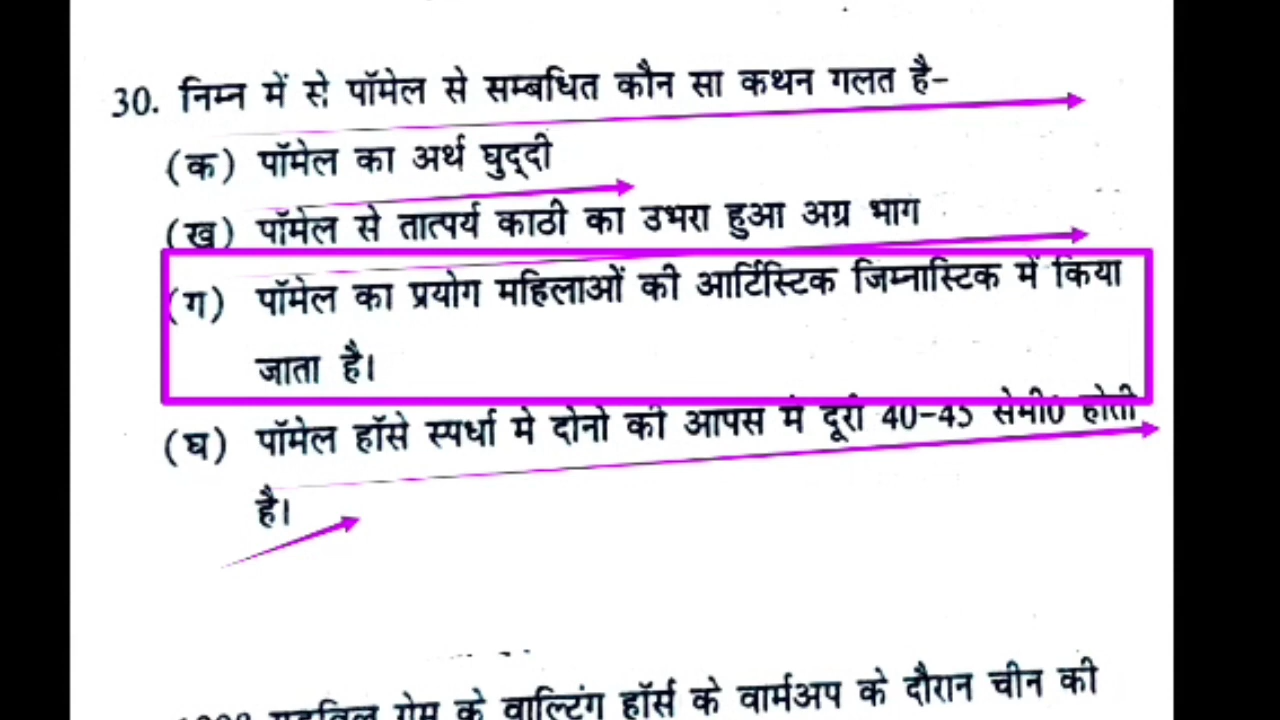 30. निम्न में से पॉमेल से सम्बधित कौन सा कथन गलत है-
(क) पॉमेल का अर्थ घुद्‌दी
(ख) पॉमेल से तात्पर्य काठी का उभरा हुआ अग्र भाग
(ग) पॉमेल का प्रयोग महिलाओं की आर्टिस्टिक जिम्नास्टिक में किया
जाता है।
(घ) पॉमेल हॉसे स्पर्धा मे दोनो की आपस मे दूरी 40-45 सेमी0 होती
है।
गेम के वाल्टिंग हॉर्स के वार्मअप के दौरान चीन की